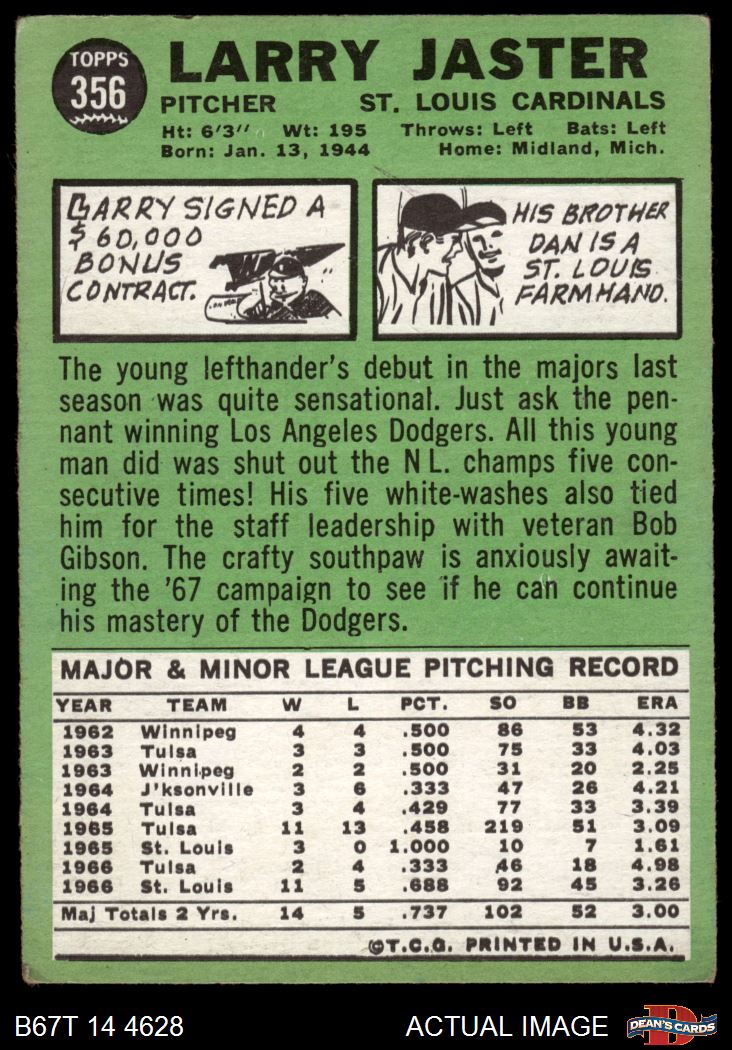 TOPPS
356
LARRY JASTER
PITCHER ST. LOUIS CARDINALS
Ht: 6'3" Wt: 195 Throws: Left Bats: Left
Born: Jan. 13, 1944 Home: Midland, Mich.
LARRY SIGNED A
$60,000
BONUS
CONTRACT.
HIS BROTHER
DAN IS A
ST. LOUIS
FARMHAND.
The young lefthander's debut in the majors last
season was quite sensational. Just ask the pen-
nant winning Los Angeles Dodgers. All this young
man did was shut out the N L. champs five con-
secutive times! His five white-washes also tied
him for the staff leadership with veteran Bob
Gibson. The crafty southpaw is anxiously await-
ing the '67 campaign to see if he can continue
his mastery of the Dodgers.
MAJOR & MINOR LEAGUE PITCHING RECORD
YEAR TEAM W L PCT. SO BB ERA
1962 Winnipeg 4 4 .500 86 53 4.32
1963 Tulsa 3 3 .500 75 33 4.03
1963 Winnipeg 2 2 .500 31 20 2.25
1964 J'ksonville 3 6 .333 47 26 4.21
1964 Tulsa 3 4 .429 77 33 3.39
1965 Tulsa 11 13 .458 219 51 3.09
1965 St. Louis 3 0 1.000 10 7 1.61
1966 Tulsa 2 4 .333 46 18 4.98
1966 St. Louis 11 5 .688 92 45 3.26
Maj Totals 2 Yrs. 14 5 .737 102 52 3.00
©T.C.G. PRINTED IN U.S.A.
B67T 14 4628 ACTUAL IMAGE
D
DEAN'S CARDS